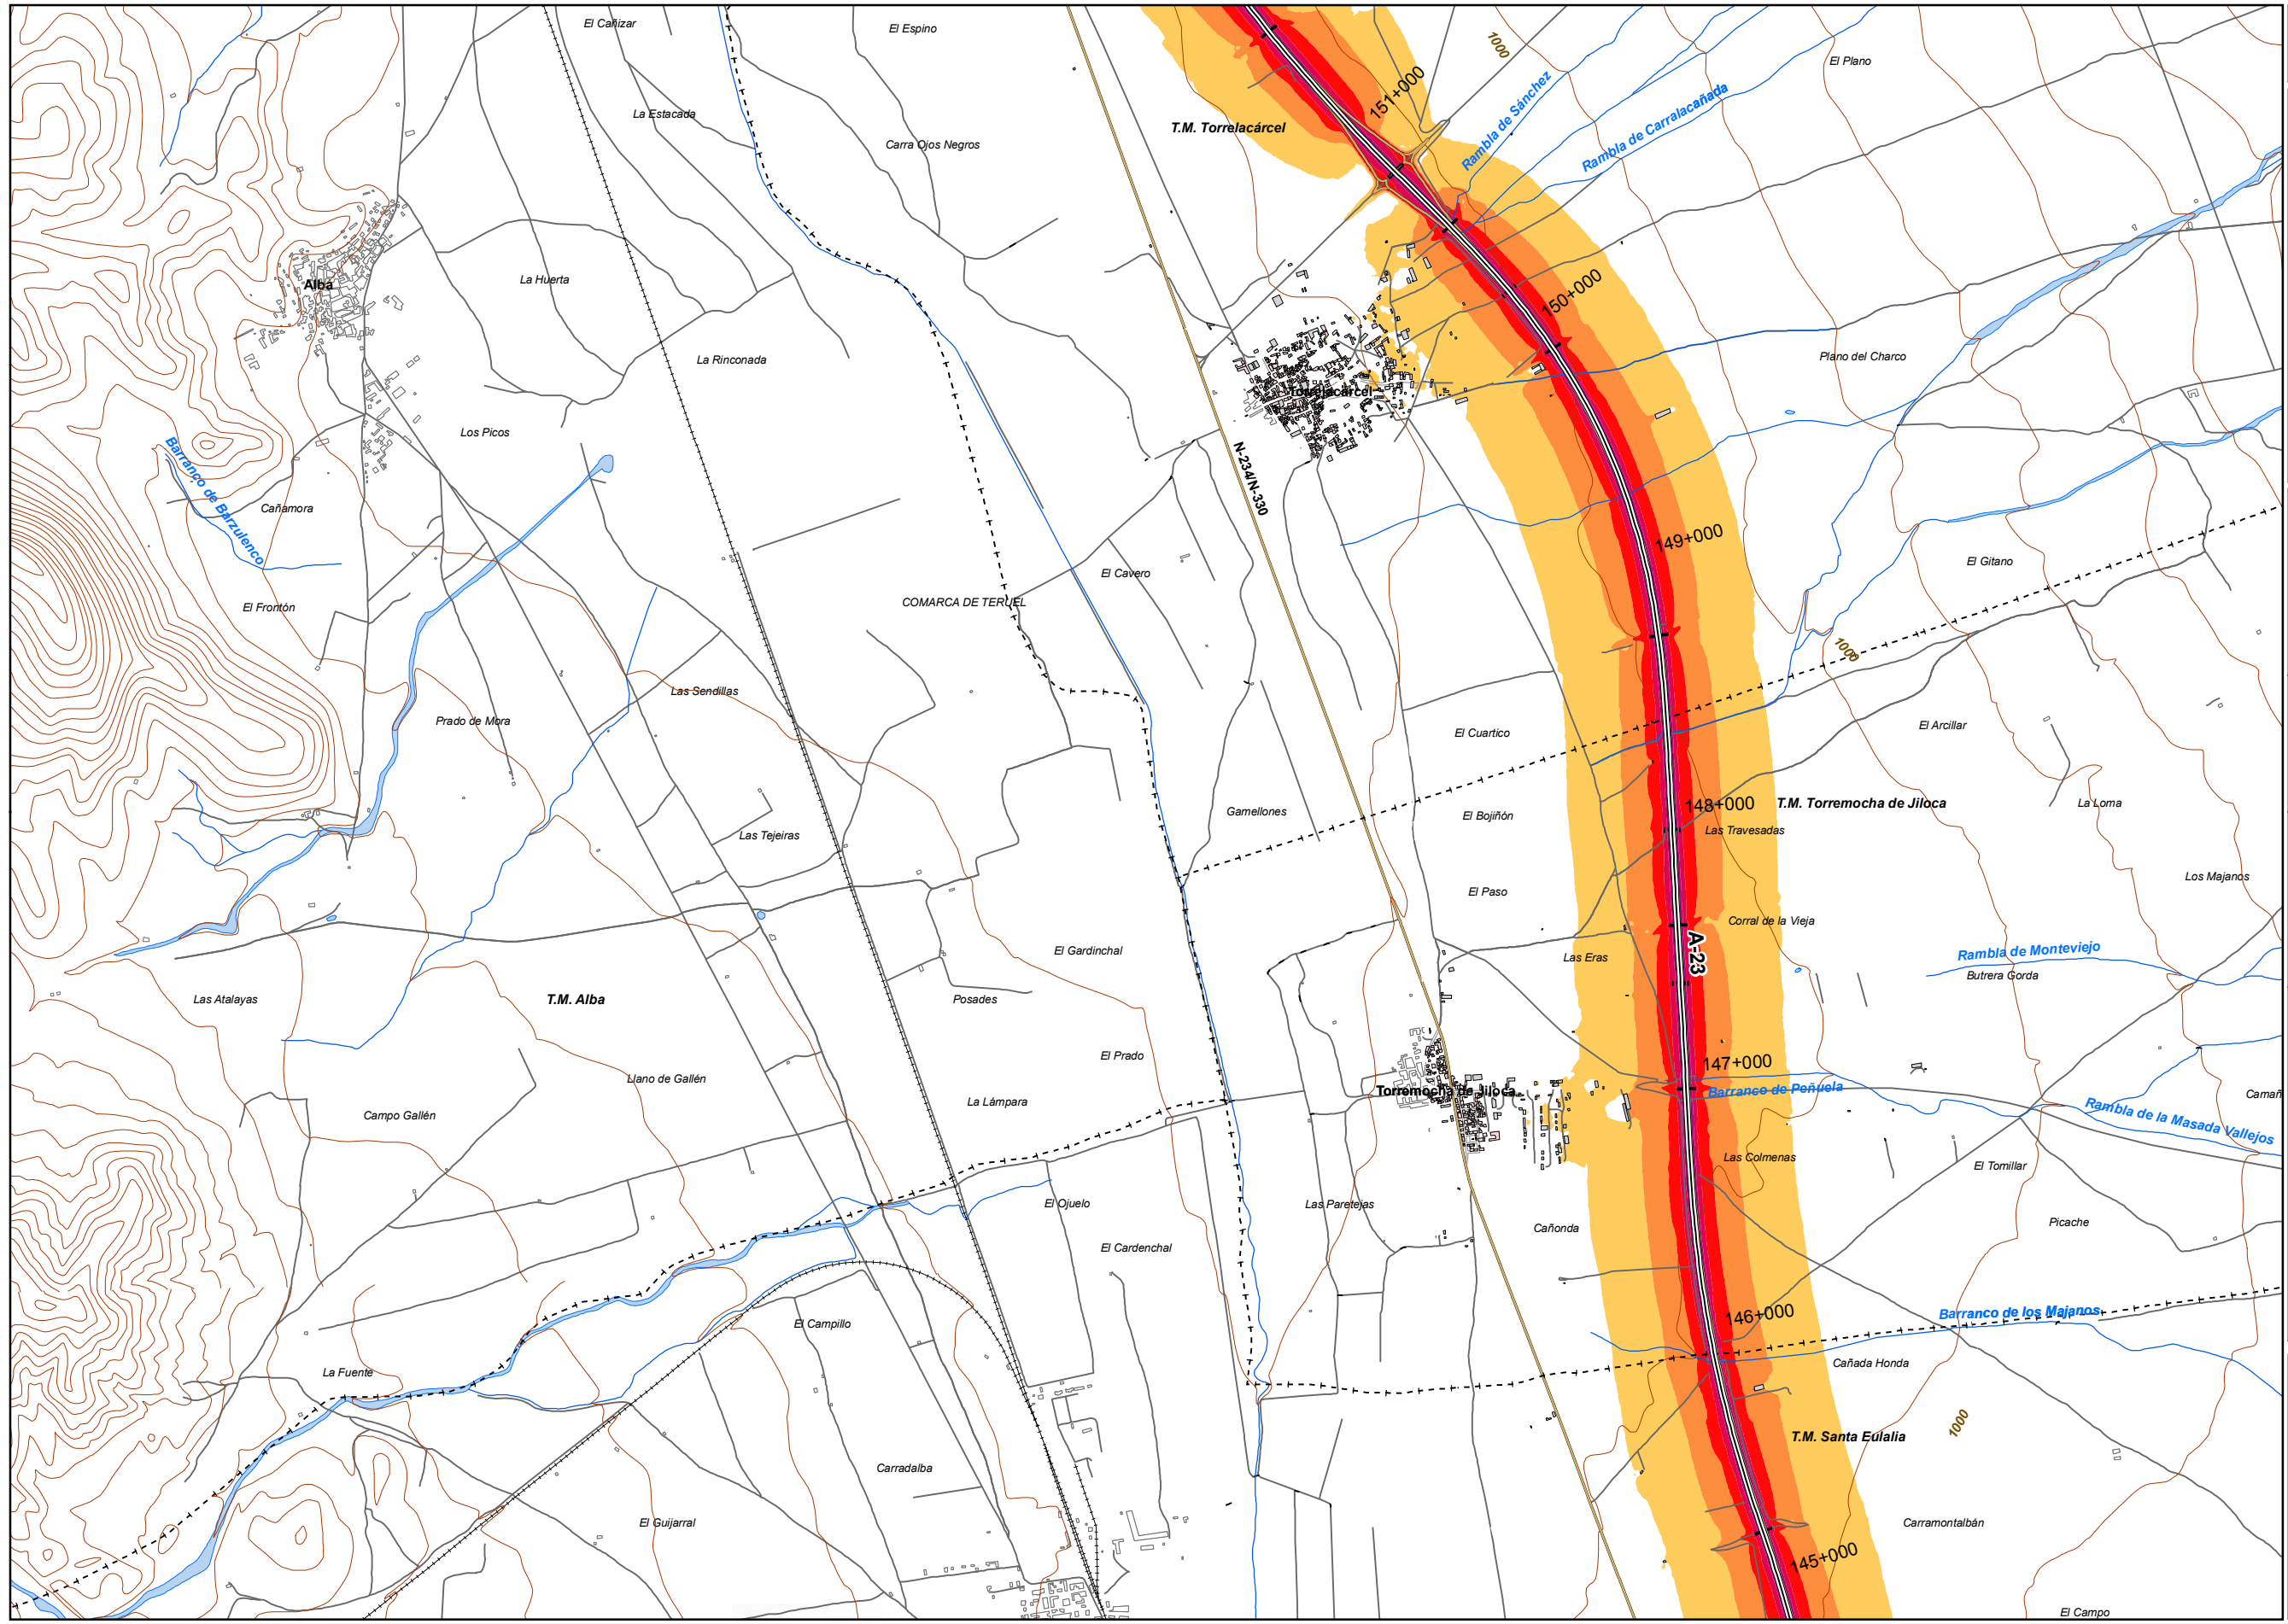 El Cañizar
El Espino
1000
El Plano
151+000
Rambla de Sánchez
Rambla de Carralacañada
La Estacada
T.M. Torrelacárcel
Carra Ojos Negros
Alba
La Huerta
150+000
La Rinconada
Plano del Charco
Torrelacárcel
Los Picos
Barranco de Barzulenco
N-234/N-330
Cañamora
149+000
El Cavero
El Gitano
El Frontón
COMARCA DE TERUEL
1000
Las Sendillas
Prado de Mora
El Cuartico
El Arcillar
148+000
T.M. Torremocha de Jiloca
La Loma
Gamellones
El Bojiñón
Las Travesadas
Las Tejeiras
Los Majanos
El Paso
Corral de la Vieja
El Gardinchal
A-23
Rambla de Monteviejo
Las Eras
Butrera Gorda
Las Atalayas
T.M. Alba
Posades
El Prado
147+000
Llano de Gallén
Barranco de Peñuela
Torremocha de Jiloca
Camañ
La Lámpara
Rambla de la Masada Vallejos
Campo Gallén
Las Colmenas
El Tomillar
El Ojuelo
Las Paretejas
Picache
Cañonda
El Cardenchal
146+000
Barranco de los Majanos
El Campillo
Cañada Honda
La Fuente
1000
T.M. Santa Eulalia
Carradalba
El Guijarral
Carramontalbán
145+000
El Campo